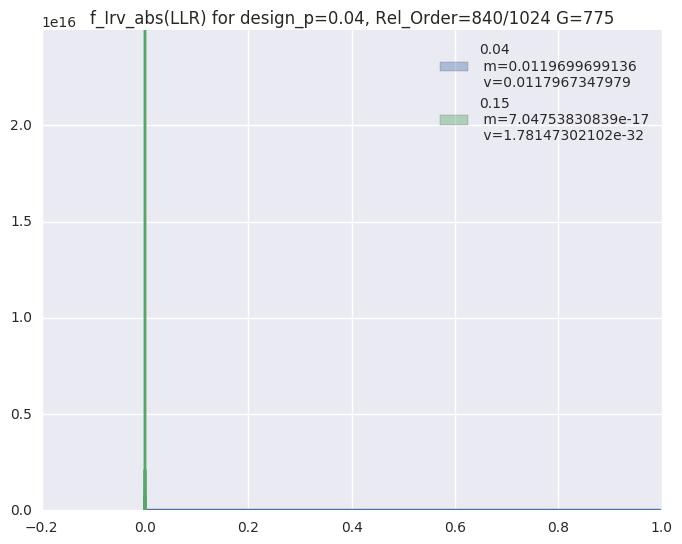 f_Irv_abs(LLR) for design_p=0.04, Rel_Order=840/1024 G=775
1e16
0.04
m=0.0119699699136
v=0.0117967347979
0.15
m=7.04753830839e-17
v=1.78147302102e-32
2.0
1.5
1.0
0.5
0.0
−0.2 0.0 0.2 0.4 0.6 0.8 1.0